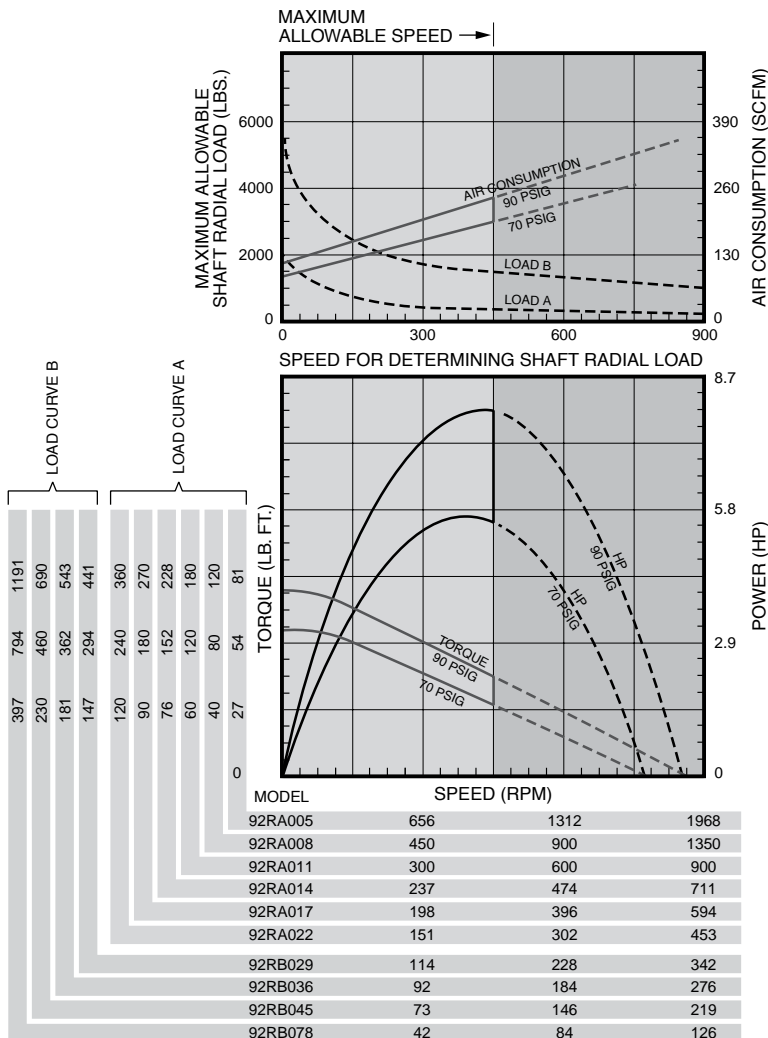 MAXIMUM
ALLOWABLE SPEED
MAXIMUM ALLOWABLE
SHAFT RADIAL LOAD (LBS.)
6000
4000
2000
0
AIR CONSUMPTION
90 PSIG
70 PSIG
LOAD B
LOAD A
390
260
130
0
AIR CONSUMPTION (SCFM)
0 300 600 900
SPEED FOR DETERMINING SHAFT RADIAL LOAD
LOAD CURVE B
LOAD CURVE A
1191 690 543 441 360 270 228 180 120 81
794 460 362 294 240 180 152 120 80 54
397 230 181 147 120 90 76 60 40 27
0
TORQUE (LB. FT.)
HP
90 PSIG
HP
70 PSIG
TORQUE
90 PSIG
70 PSIG
8.7
5.8
2.9
0
POWER (HP)
MODEL SPEED (RPM)
92RA005 656 1312 1968
92RA008 450 900 1350
92RA011 300 600 900
92RA014 237 474 711
92RA017 198 396 594
92RA022 151 302 453
92RB029 114 228 342
92RB036 92 184 276
92RB045 73 146 219
92RB078 42 84 126